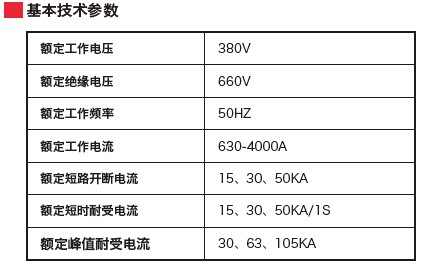 基本技术参数
额定工作电压 380V
额定绝缘电压 660V
额定工作频率 50HZ
额定工作电流 630-4000A
额定短路开断电流 15、30、50KA
额定短时耐受电流 15、30、50KA/1S
额定峰值耐受电流 30、63、105KA